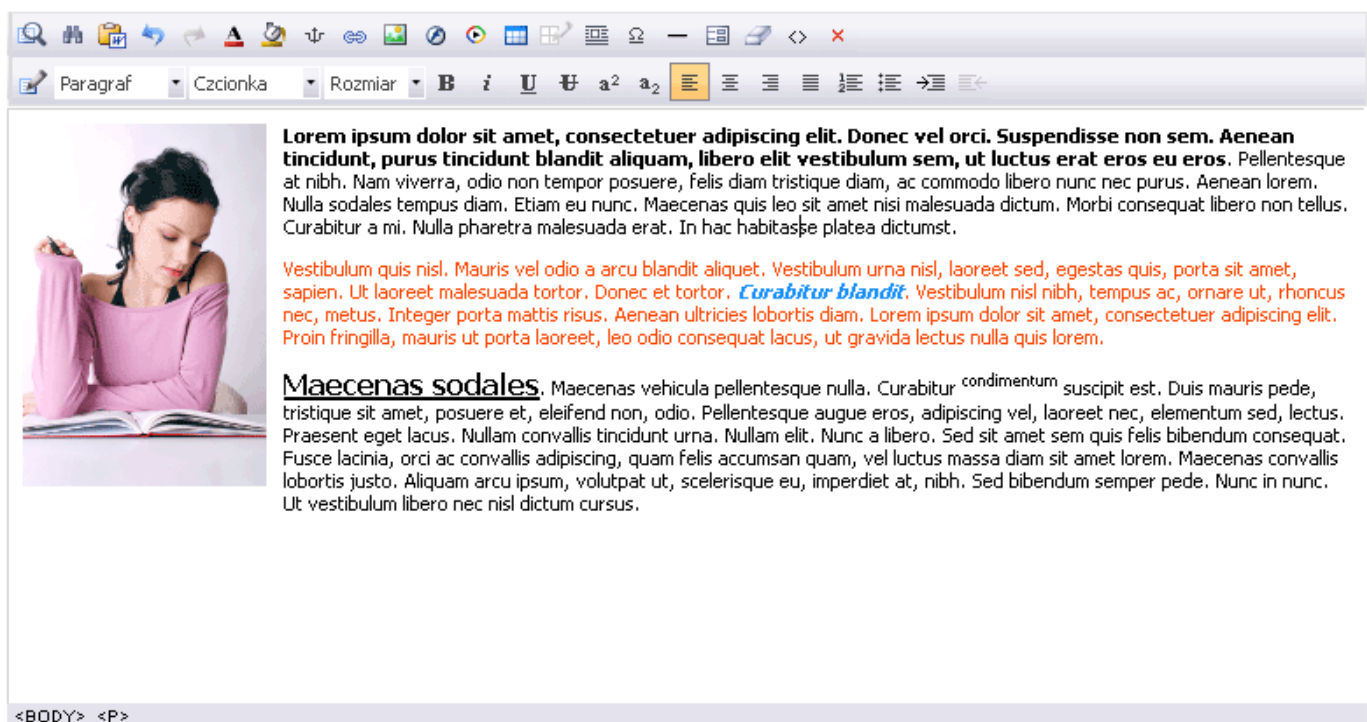 Paragraf Czcionka Rozmiar B i U U a² a₂
Lorem ipsum dolor sit amet, consectetuer adipiscing elit. Donec vel orci. Suspendisse non sem. Aenean
tincidunt, purus tincidunt blandit aliquam, libero elit vestibulum sem, ut luctus erat eros eu eros. Pellentesque
at nibh. Nam viverra, odio non tempor posuere, felis diam tristique diam, ac commodo libero nunc nec purus. Aenean lorem.
Nulla sodales tempus diam. Etiam eu nunc. Maecenas quis leo sit amet nisi malesuada dictum. Morbi consequat libero non tellus.
Curabitur a mi. Nulla pharetra malesuada erat. In hac habitasse platea dictumst.
Vestibulum quis nisl. Mauris vel odio a arcu blandit aliquet. Vestibulum urna nisl, laoreet sed, egestas quis, porta sit amet,
sapien. Ut laoreet malesuada tortor. Donec et tortor. Curabitur blandit. Vestibulum nisl nibh, tempus ac, ornare ut, rhoncus
nec, metus. Integer porta mattis risus. Aenean ultricies lobortis diam. Lorem ipsum dolor sit amet, consectetuer adipiscing elit.
Proin fringilla, mauris ut porta laoreet, leo odio consequat lacus, ut gravida lectus nulla quis lorem.
Maecenas sodales. Maecenas vehicula pellentesque nulla. Curabitur condimentum suscipit est. Duis mauris pede,
tristique sit amet, posuere et, eleifend non, odio. Pellentesque augue eros, adipiscing vel, laoreet nec, elementum sed, lectus.
Praesent eget lacus. Nullam convallis tincidunt urna. Nullam elit. Nunc a libero. Sed sit amet sem quis felis bibendum consequat.
Fusce lacinia, orci ac convallis adipiscing, quam felis accumsan quam, vel luctus massa diam sit amet lorem. Maecenas convallis
lobortis justo. Aliquam arcu ipsum, volutpat ut, scelerisque eu, imperdiet at, nibh. Sed bibendum semper pede. Nunc in nunc.
Ut vestibulum libero nec nisl dictum cursus.
<BODY> <P>